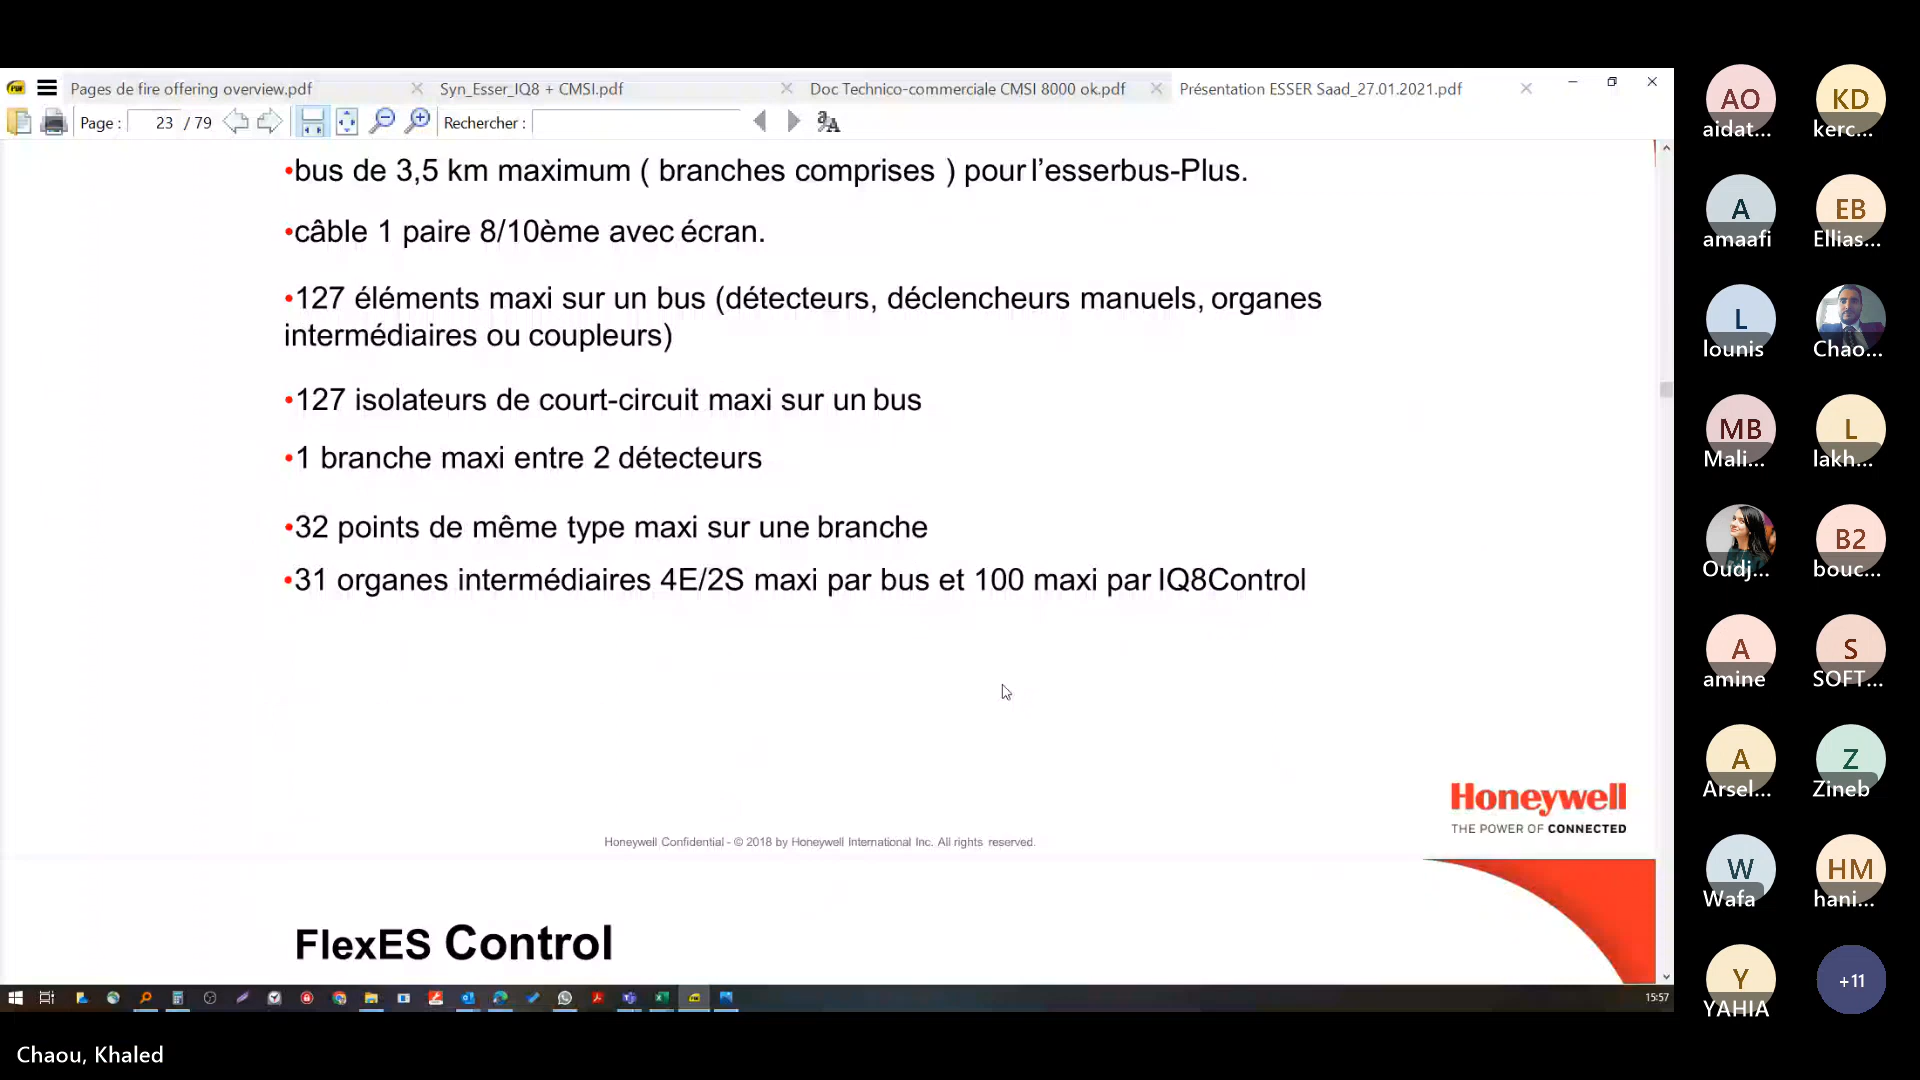 Pages de fire offering overview.pdf
Syn_Esser_IQ8 + CMSI.pdf
Doc Technico-commerciale CMSI 8000 ok.pdf
Présentation ESSER Saad_27.01.2021.pdf
Page : 23 / 79
Rechercher :
•bus de 3,5 km maximum ( branches comprises ) pour l'esserbus-Plus.
•câble 1 paire 8/10ème avec écran.
•127 éléments maxi sur un bus (détecteurs, déclencheurs manuels, organes
intermédiaires ou coupleurs)
•127 isolateurs de court-circuit maxi sur un bus
•1 branche maxi entre 2 détecteurs
•32 points de même type maxi sur une branche
•31 organes intermédiaires 4E/2S maxi par bus et 100 maxi par IQ8Control
Honeywell
THE POWER OF CONNECTED
Honeywell Confidential - © 2018 by Honeywell International Inc. All rights reserved.
FlexES Control
15:57
Chaou, Khaled
AO
aidat...
KD
kerc...
A
amaafi
EB
Ellias...
L
lounis
Chao...
MB
Mali...
L
lakh...
Oudj...
B2
bouc...
A
amine
S
SOFT...
A
Arsel...
Z
Zineb
W
Wafa
HM
hani...
Y
YAHIA
+11